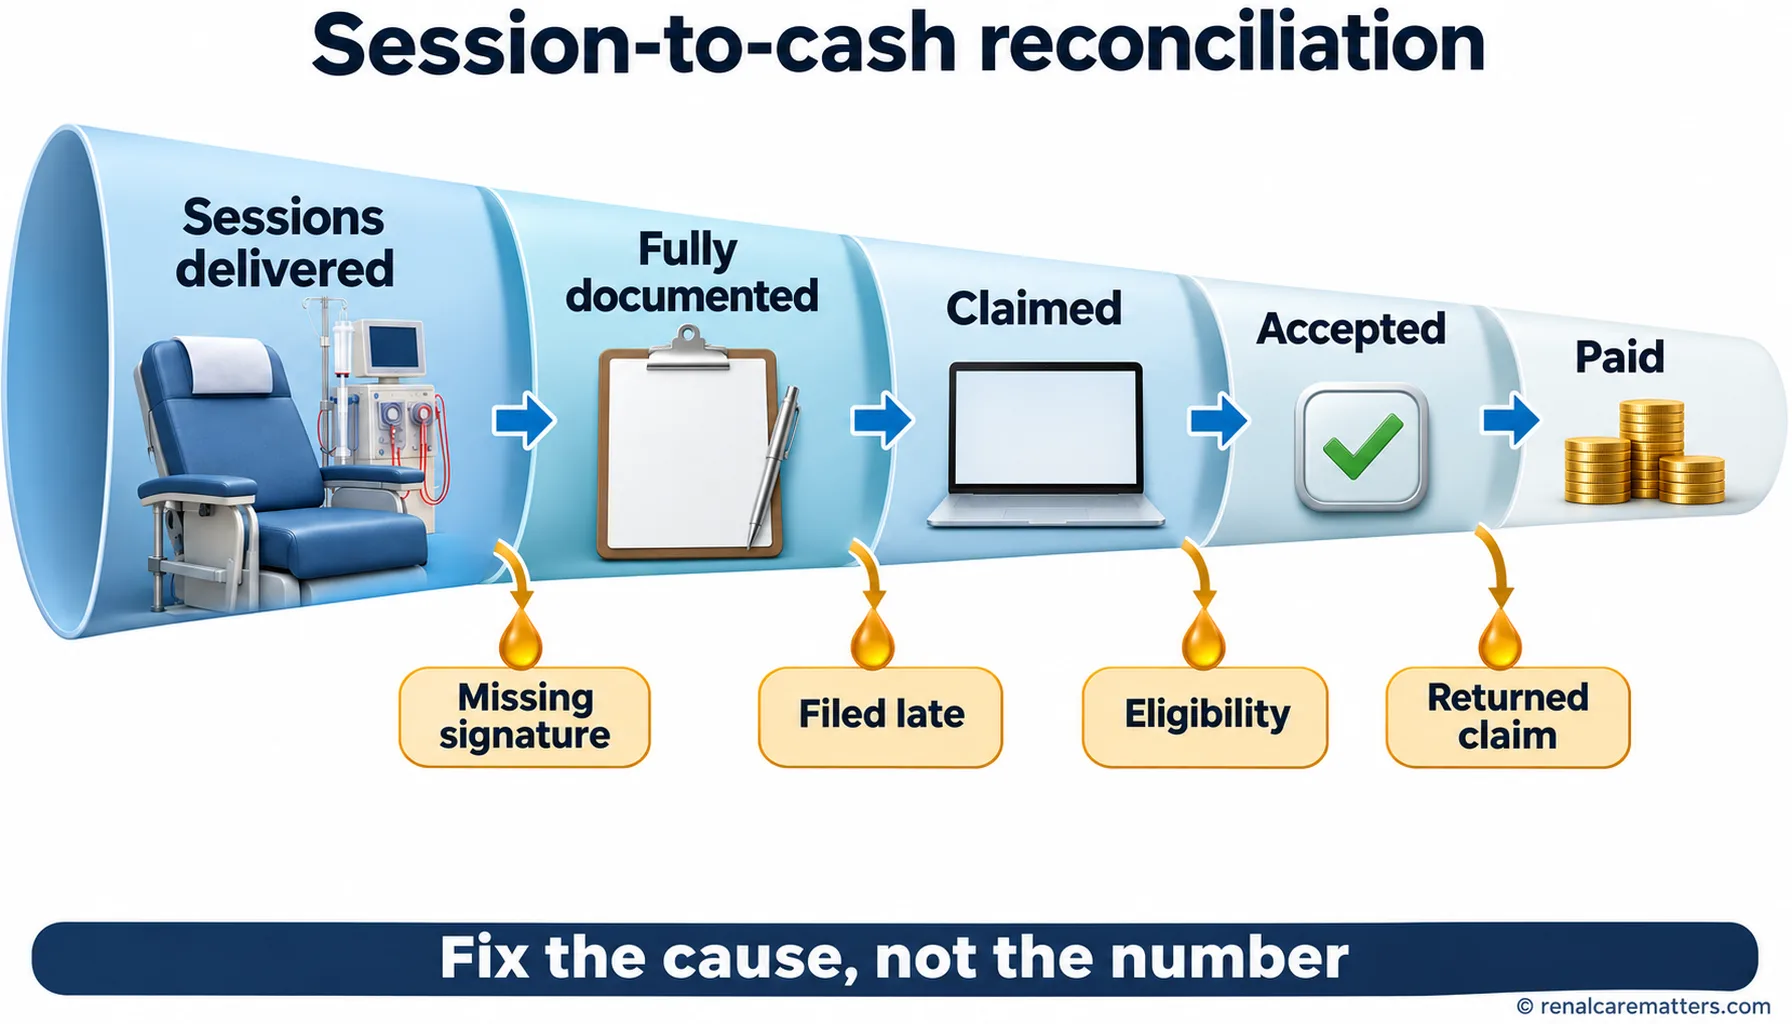 Session-to-cash reconciliation
Sessions
delivered
Fully
documented
Claimed
Accepted
Paid
Missing
signature
Filed late
Eligibility
Returned
claim
Fix the cause, not the number
© renalcarematters.com